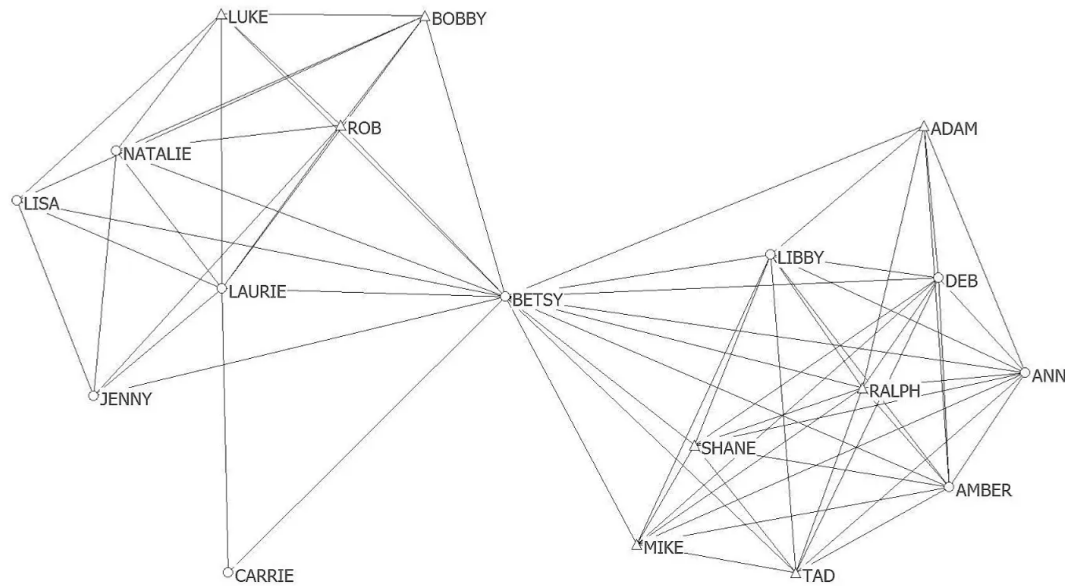 LUKE
BOBBY
ROB
ADAM
NATALIE
LISA
LIBBY
DEB
LAURIE
BETSY
ANN
RALPH
JENNY
SHANE
AMBER
MIKE
CARRIE
TAD